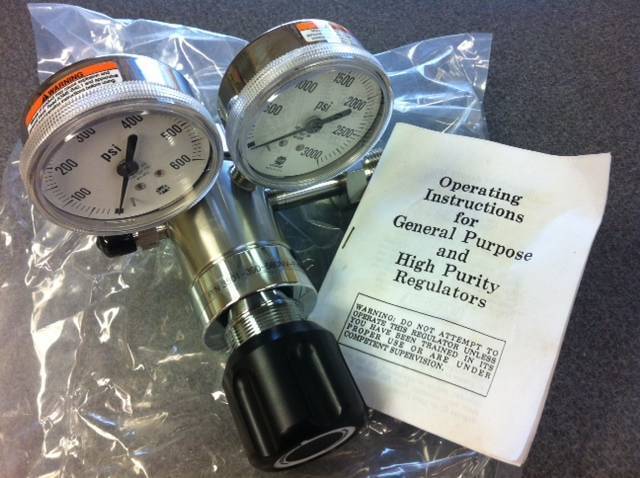 WARNING
100
200
300
400
500
600
psi
500
1000
1500
2000
2500
3000
psi
Operating
Instructions
for
General Purpose
and
High Purity
Regulators
WARNING: DO NOT ATTEMPT TO
OPERATE THIS REGULATOR UNLESS
YOU HAVE BEEN TRAINED IN ITS
PROPER USE OR ARE UNDER
COMPETENT SUPERVISION.